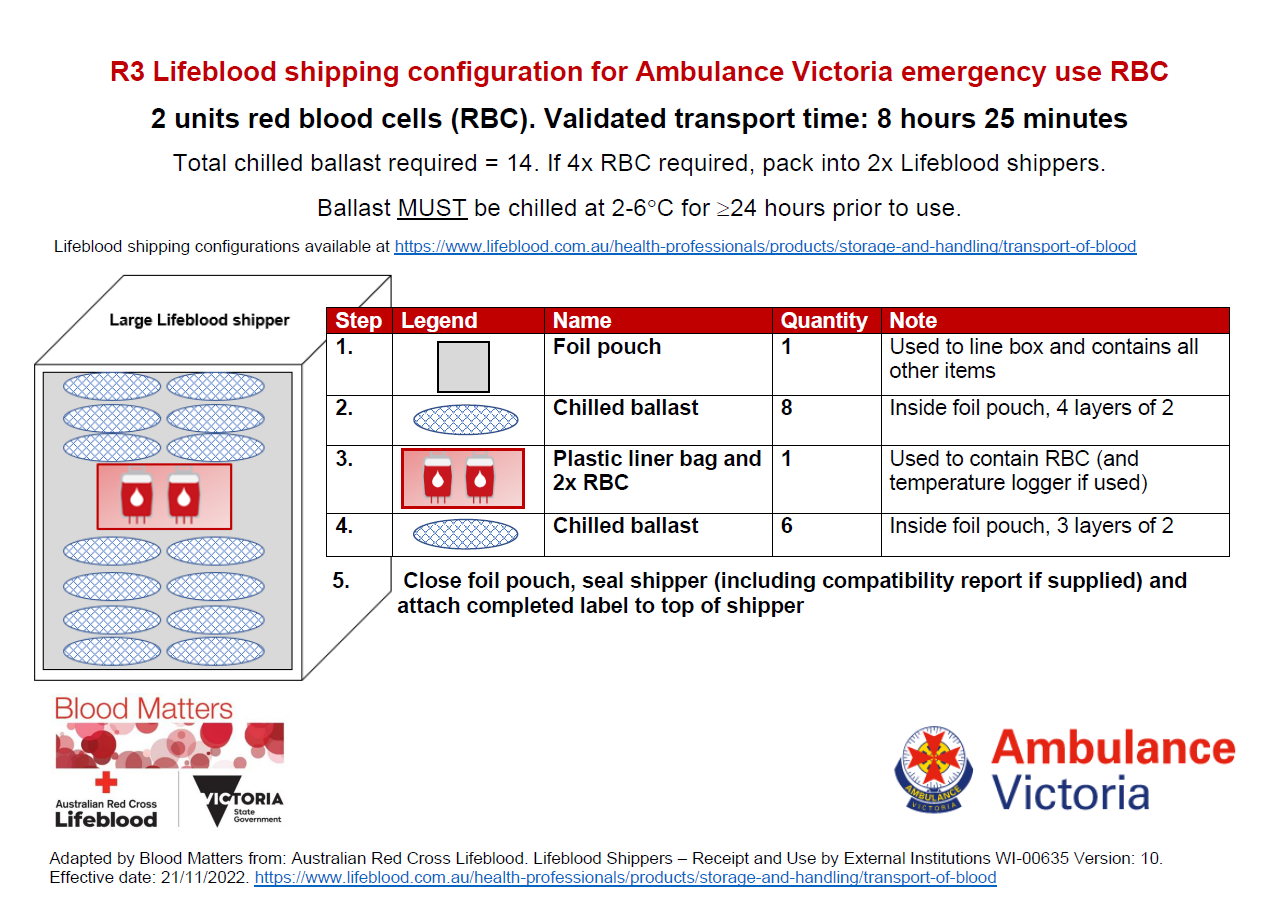 R3 Lifeblood shipping configuration for Ambulance Victoria emergency use RBC
2 units red blood cells (RBC). Validated transport time: 8 hours 25 minutes
Total chilled ballast required = 14. If 4x RBC required, pack into 2x Lifeblood shippers.
Ballast MUST be chilled at 2-6°C for ≥24 hours prior to use.
Lifeblood shipping configurations available at https://www.lifeblood.com.au/health-professionals/products/storage-and-handling/transport-of-blood
Large Lifeblood shipper
Step Legend Name Quantity Note
1. Foil pouch 1 Used to line box and contains all
other items
2. Chilled ballast 8 Inside foil pouch, 4 layers of 2
3. Plastic liner bag and 1 Used to contain RBC (and
2x RBC temperature logger if used)
4. Chilled ballast 6 Inside foil pouch, 3 layers of 2
5. Close foil pouch, seal shipper (including compatibility report if supplied) and
attach completed label to top of shipper
Blood Matters
Australian Red Cross
Lifeblood
VICTORIA
State
Government
AMBULANCE
VICTORIA
Ambulance
Victoria
Adapted by Blood Matters from: Australian Red Cross Lifeblood. Lifeblood Shippers – Receipt and Use by External Institutions WI-00635 Version: 10.
Effective date: 21/11/2022. https://www.lifeblood.com.au/health-professionals/products/storage-and-handling/transport-of-blood